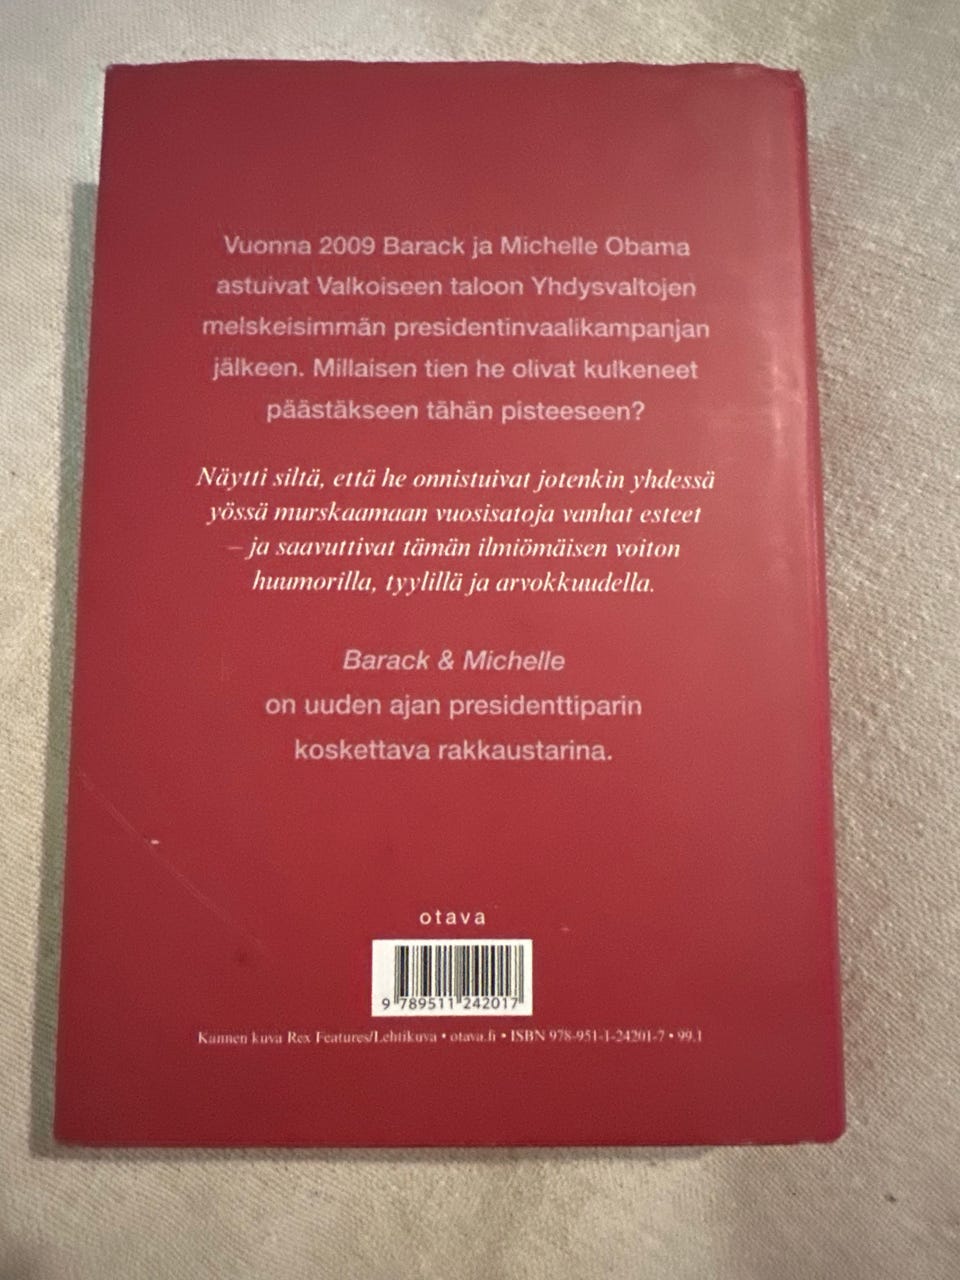 Vuonna 2009 Barack ja Michelle Obama
astuivat Valkoiseen taloon Yhdysvaltojen
melskeisimmän presidentinvaalikampanjan
jälkeen. Millaisen tien he olivat kulkeneet
päästäkseen tähän pisteeseen?
Näytti siltä, että he onnistuivat jotenkin yhdessä
yössä murskaamaan vuosisatoja vanhat esteet
– ja saavuttivat tämän ilmiömäisen voiton
huumorilla, tyylillä ja arvokkuudella.
Barack & Michelle
on uuden ajan presidenttiparin
koskettava rakkaustarina.
otava
9 789511 242017
Kannen kuva Rex Features/Lehtikuva • otava.fi • ISBN 978-951-1-24201-7 • 99.1